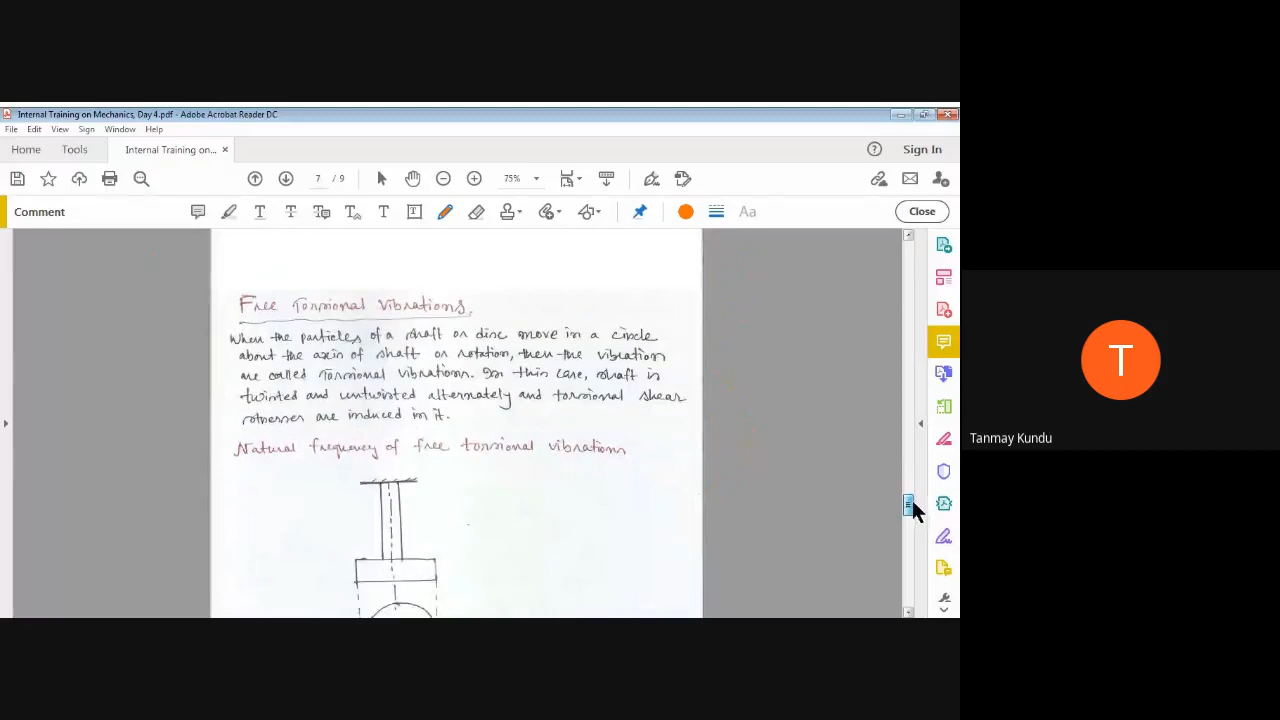 Internal Training on Mechanics, Day 4.pdf - Adobe Acrobat Reader DC
File Edit View Sign Window Help
Home Tools Internal Training on... × Sign In
7 / 9 75%
Comment Aa Close
Free Torsional Vibrations.
When the particles of a shaft or disc move in a circle
about the axis of shaft or rotation, then the vibration
are called Torsional Vibrations. In this case, shaft is
twisted and untwisted alternately and torsional shear
stresses are induced in it.
Natural frequency of free torsional vibrations
T
Tanmay Kundu